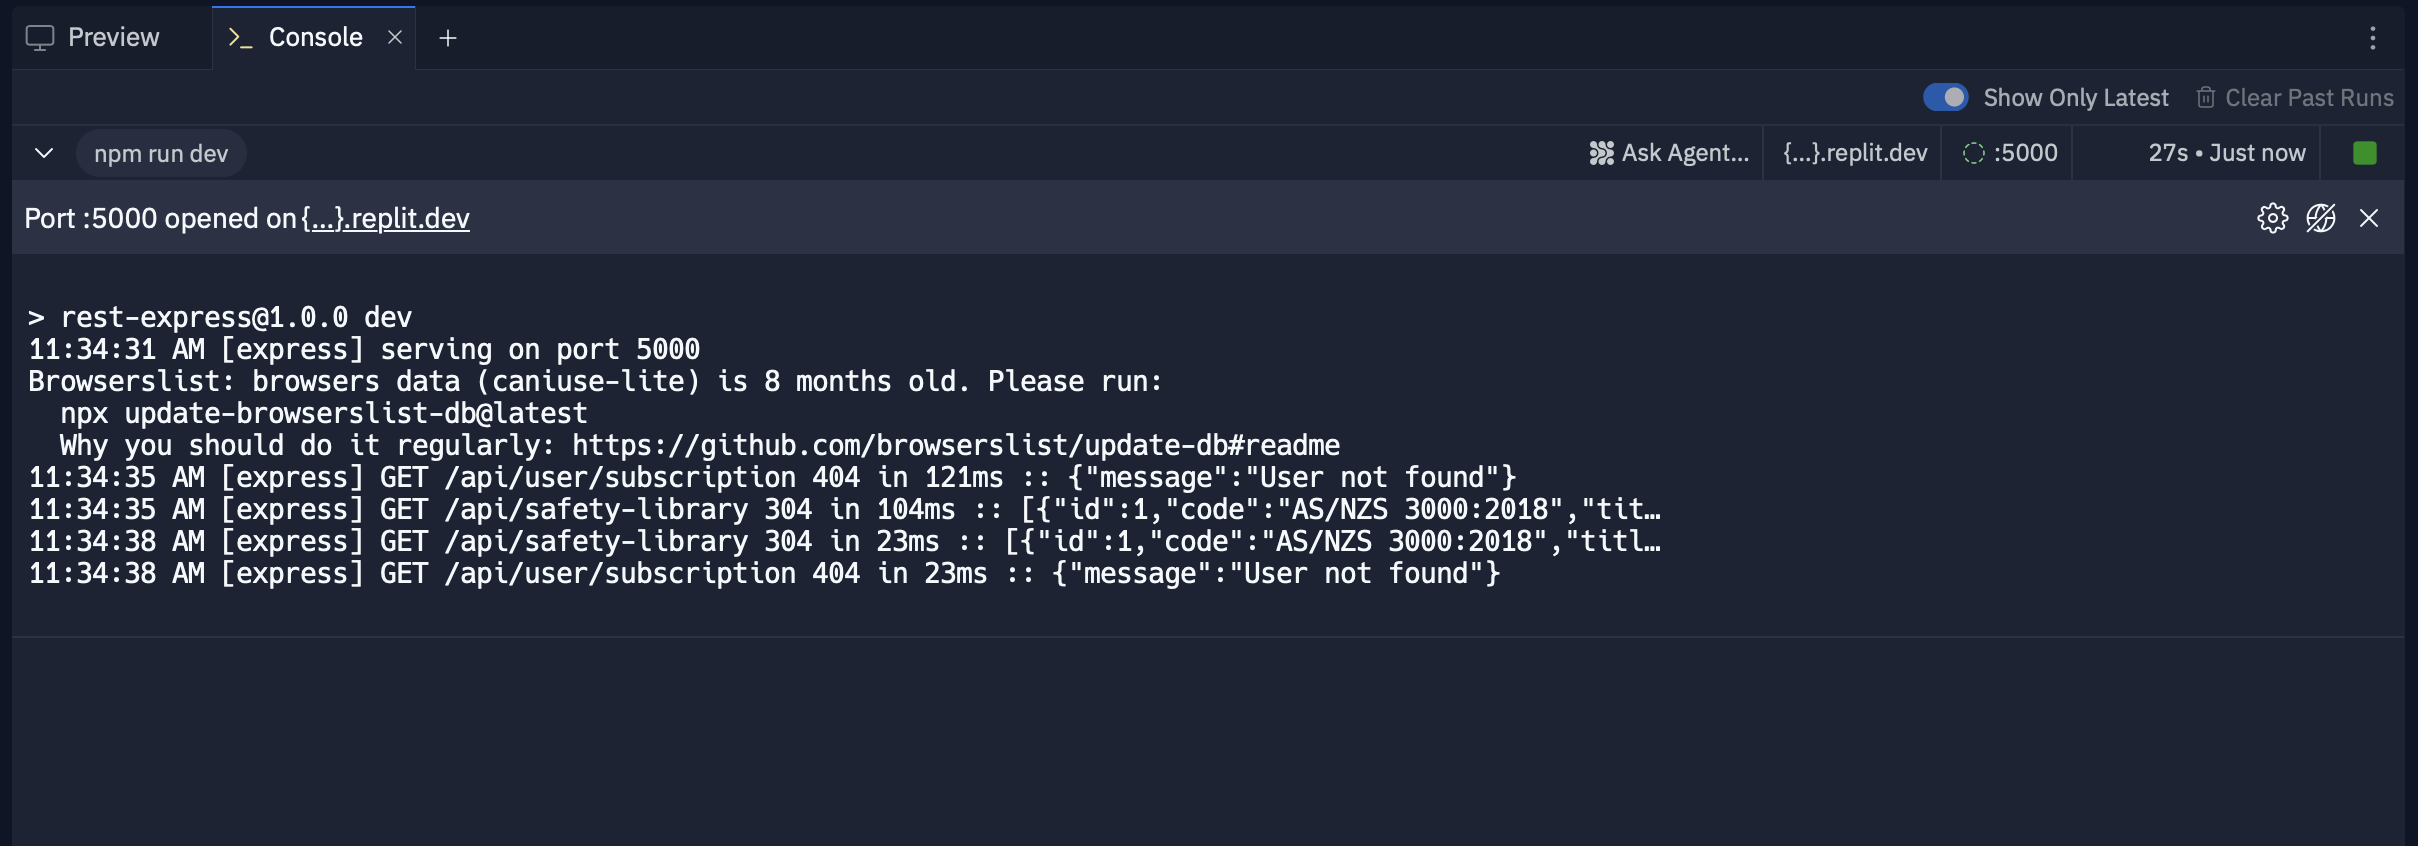 Preview
Console
Show Only Latest
Clear Past Runs
npm run dev
Ask Agent...
{...}.replit.dev
:5000
27s • Just now
Port :5000 opened on {...}.replit.dev
> rest-express@1.0.0 dev
11:34:31 AM [express] serving on port 5000
Browserslist: browsers data (caniuse-lite) is 8 months old. Please run:
  npx update-browserslist-db@latest
  Why you should do it regularly: https://github.com/browserslist/update-db#readme
11:34:35 AM [express] GET /api/user/subscription 404 in 121ms :: {"message":"User not found"}
11:34:35 AM [express] GET /api/safety-library 304 in 104ms :: [{"id":1,"code":"AS/NZS 3000:2018","tit…
11:34:38 AM [express] GET /api/safety-library 304 in 23ms :: [{"id":1,"code":"AS/NZS 3000:2018","titl…
11:34:38 AM [express] GET /api/user/subscription 404 in 23ms :: {"message":"User not found"}